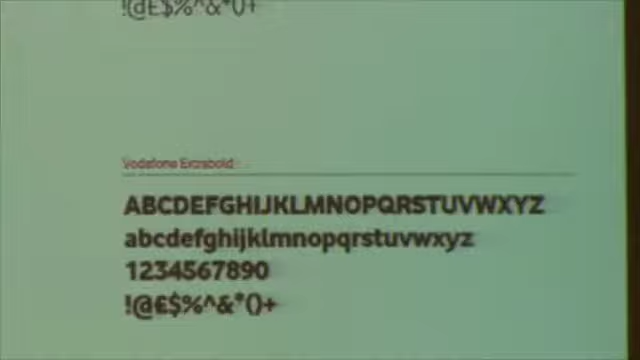 !@£$%^&*()+
Vodafone Extrabold
ABCDEFGHIJKLMNOPQRSTUVWXYZ
abcdefghijklmnopqrstuvwxyz
1234567890
!@£$%^&*()+